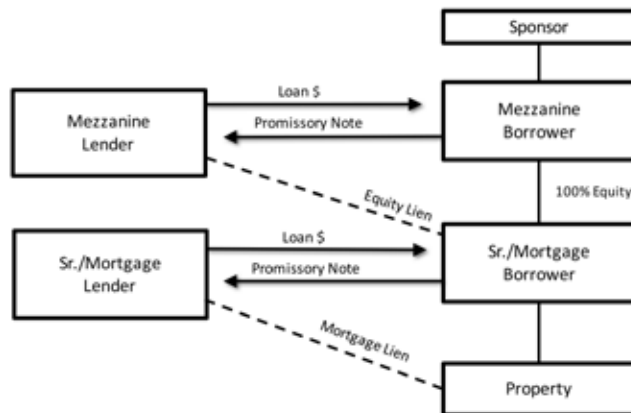 Sponsor
Loan $
Mezzanine
Lender
Promissory Note
Mezzanine
Borrower
100% Equity
Equity Lien
Loan $
Sr./Mortgage
Lender
Promissory Note
Sr./Mortgage
Borrower
Mortgage Lien
Property